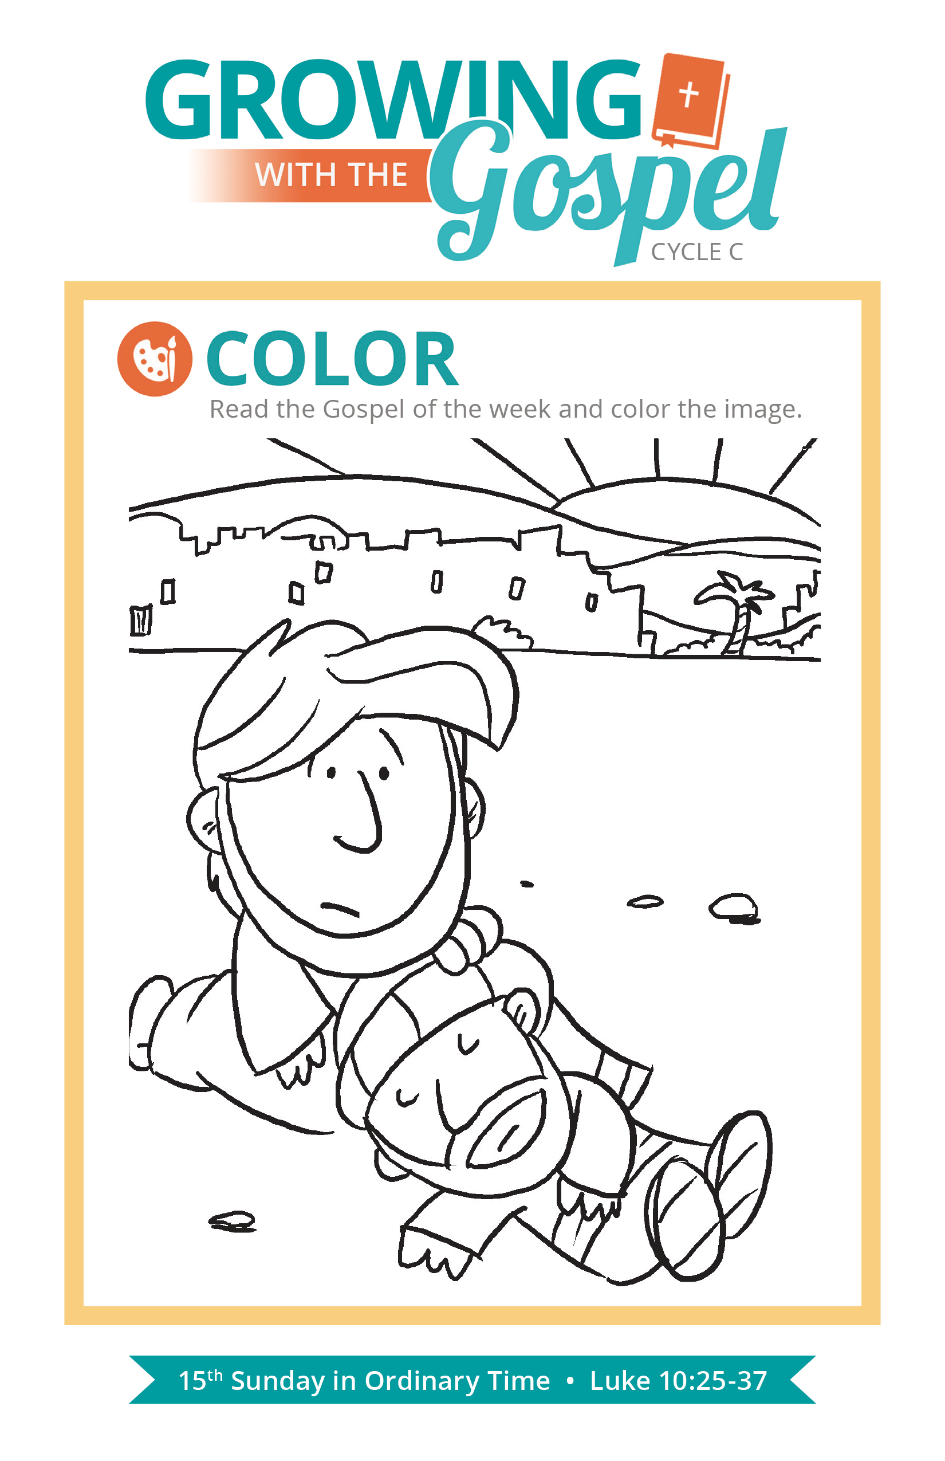 GROWING
WITH THE Gospel
CYCLE C
COLOR
Read the Gospel of the week and color the image.
15th Sunday in Ordinary Time • Luke 10:25-37